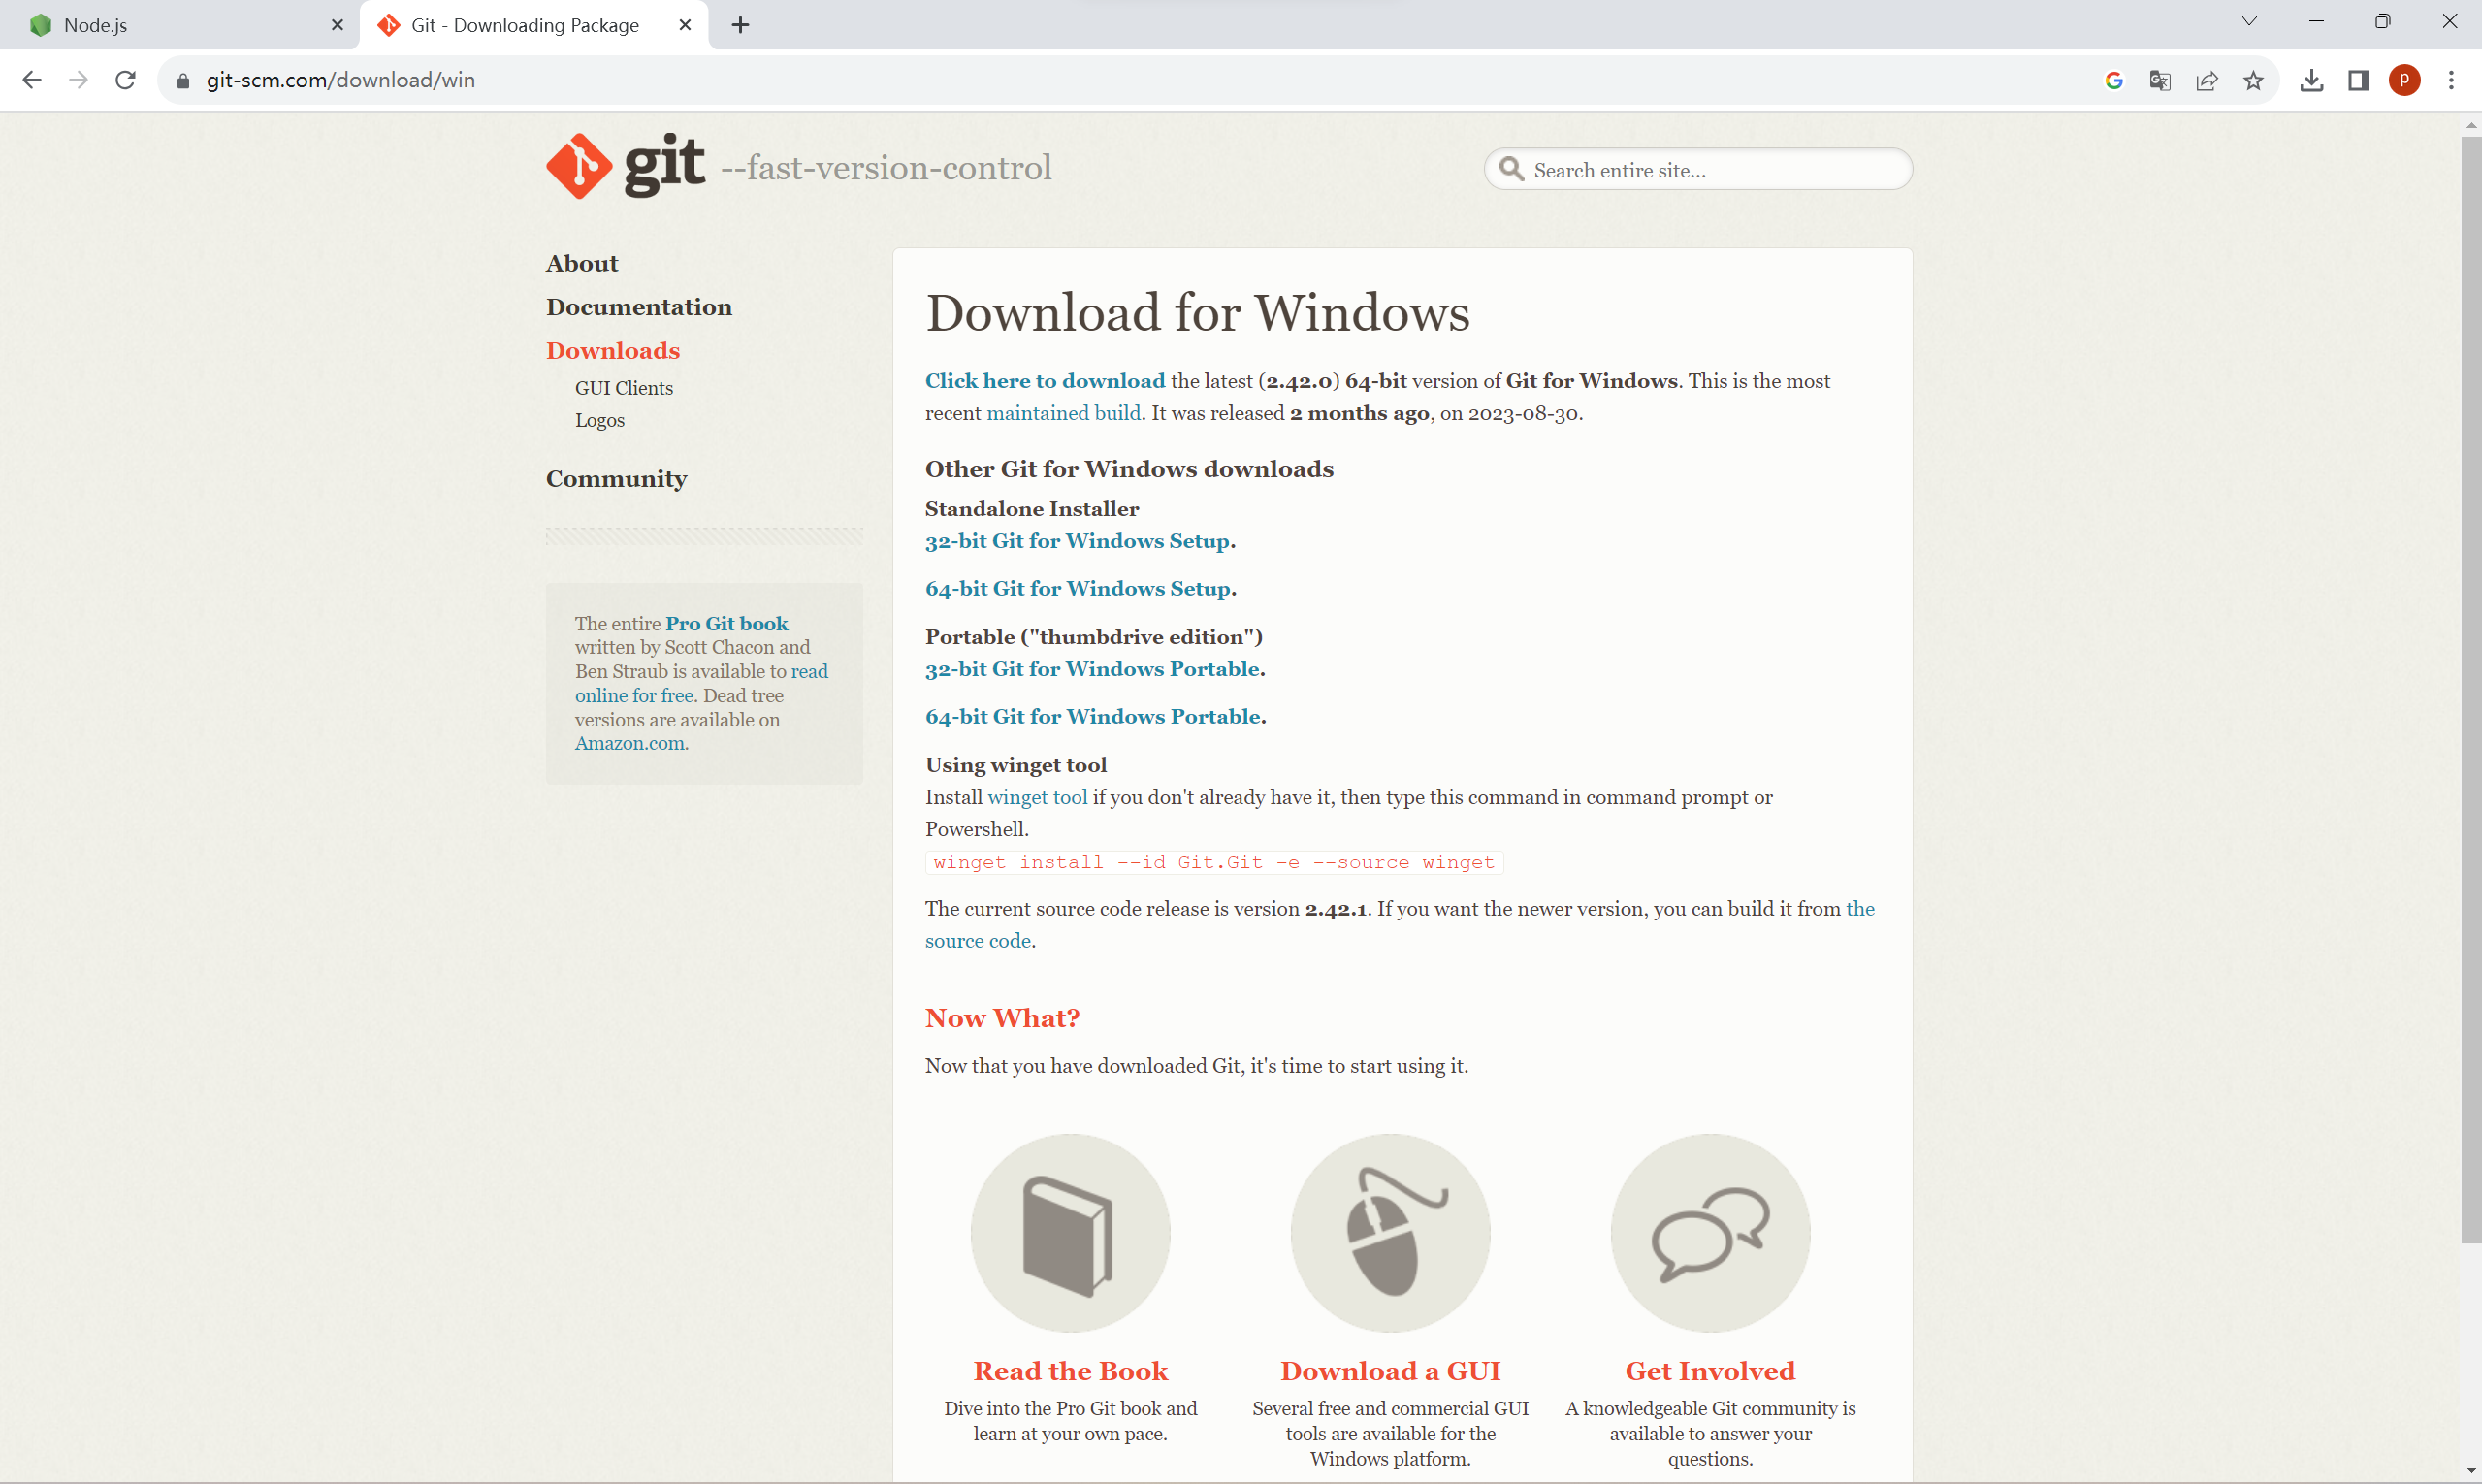 Node.js
Git - Downloading Package
git-scm.com/download/win
P
git --fast-version-control
Search entire site...
About
Documentation
Downloads
GUI Clients
Logos
Community
The entire Pro Git book
written by Scott Chacon and
Ben Straub is available to read
online for free. Dead tree
versions are available on
Amazon.com.
Download for Windows
Click here to download the latest (2.42.0) 64-bit version of Git for Windows. This is the most
recent maintained build. It was released 2 months ago, on 2023-08-30.
Other Git for Windows downloads
Standalone Installer
32-bit Git for Windows Setup.
64-bit Git for Windows Setup.
Portable ("thumbdrive edition")
32-bit Git for Windows Portable.
64-bit Git for Windows Portable.
Using winget tool
Install winget tool if you don't already have it, then type this command in command prompt or
Powershell.
winget install --id Git.Git -e --source winget
The current source code release is version 2.42.1. If you want the newer version, you can build it from the
source code.
Now What?
Now that you have downloaded Git, it's time to start using it.
Read the Book
Dive into the Pro Git book and
learn at your own pace.
Download a GUI
Several free and commercial GUI
tools are available for the
Windows platform.
Get Involved
A knowledgeable Git community is
available to answer your
questions.